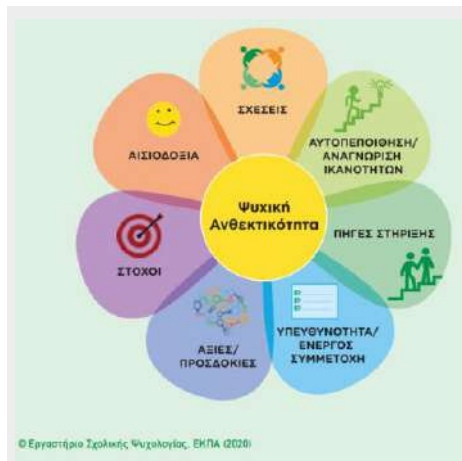 ΣΧΕΣΕΙΣ
ΑΥΤΟΠΕΠΟΙΘΗΣΗ/
ΑΝΑΓΝΩΡΙΣΗ
ΙΚΑΝΟΤΗΤΩΝ
ΠΗΓΕΣ ΣΤΗΡΙΞΗΣ
ΥΠΕΥΘΥΝΟΤΗΤΑ/
ΕΝΕΡΓΟΣ
ΣΥΜΜΕΤΟΧΗ
ΑΞΙΕΣ/
ΠΡΟΣΔΟΚΙΕΣ
ΣΤΟΧΟΙ
ΑΙΣΙΟΔΟΞΙΑ
Ψυχική
Ανθεκτικότητα
© Εργαστήριο Σχολικής Ψυχολογίας, ΕΚΠΑ (2020)